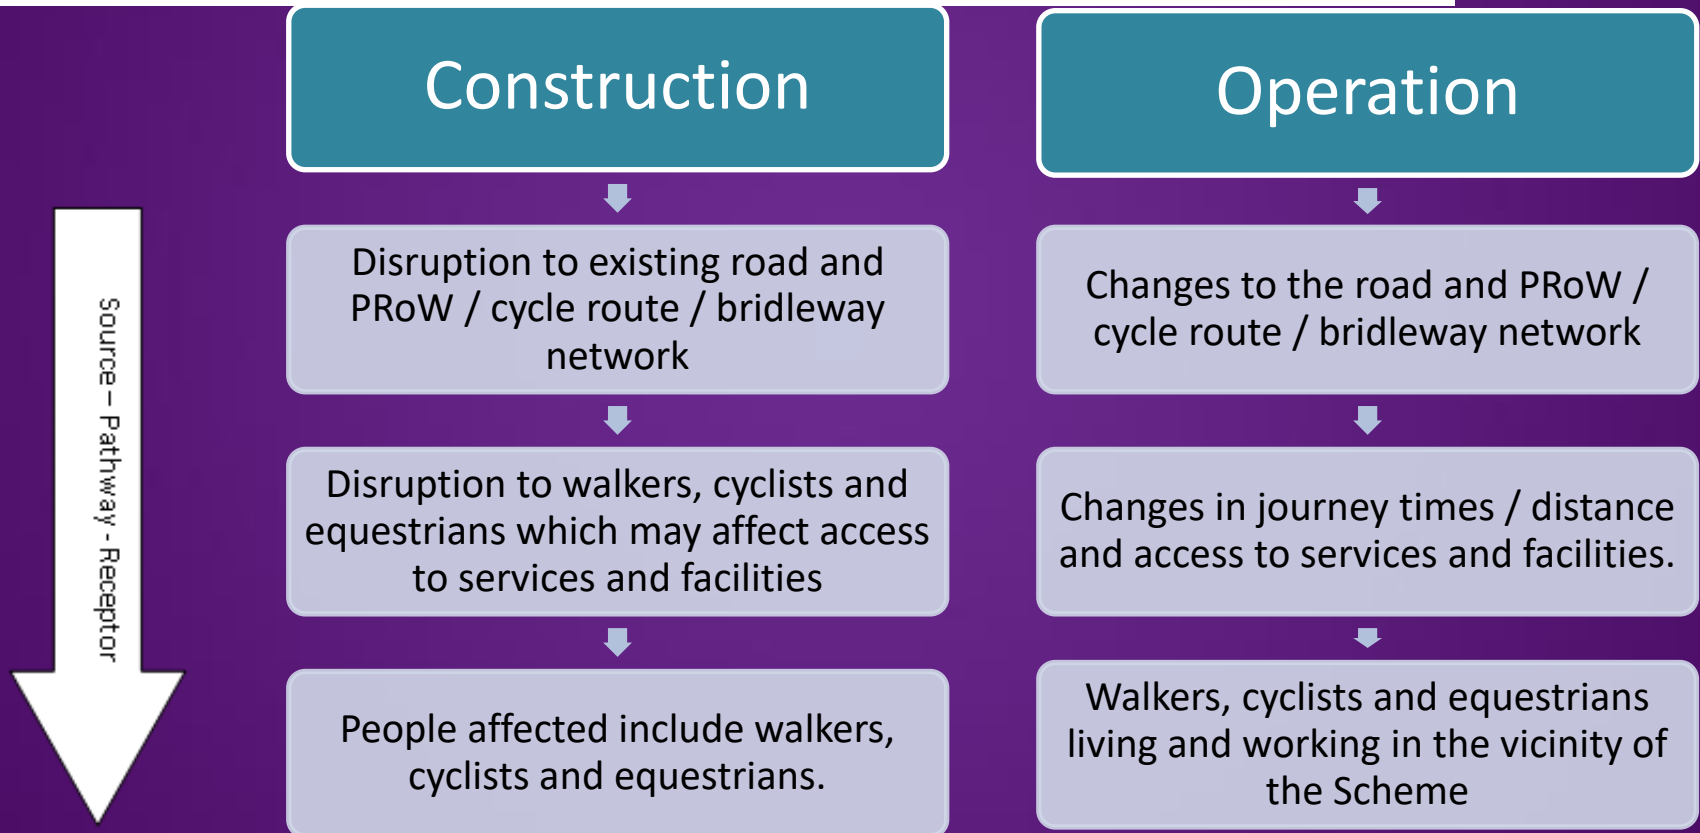 Construction
Disruption to existing road and
PRoW / cycle route / bridleway
network
Disruption to walkers, cyclists and
equestrians which may affect access
to services and facilities
People affected include walkers,
cyclists and equestrians.
Operation
Changes to the road and PRoW /
cycle route / bridleway network
Changes in journey times / distance
and access to services and facilities.
Walkers, cyclists and equestrians
living and working in the vicinity of
the Scheme
Source – Pathway - Receptor